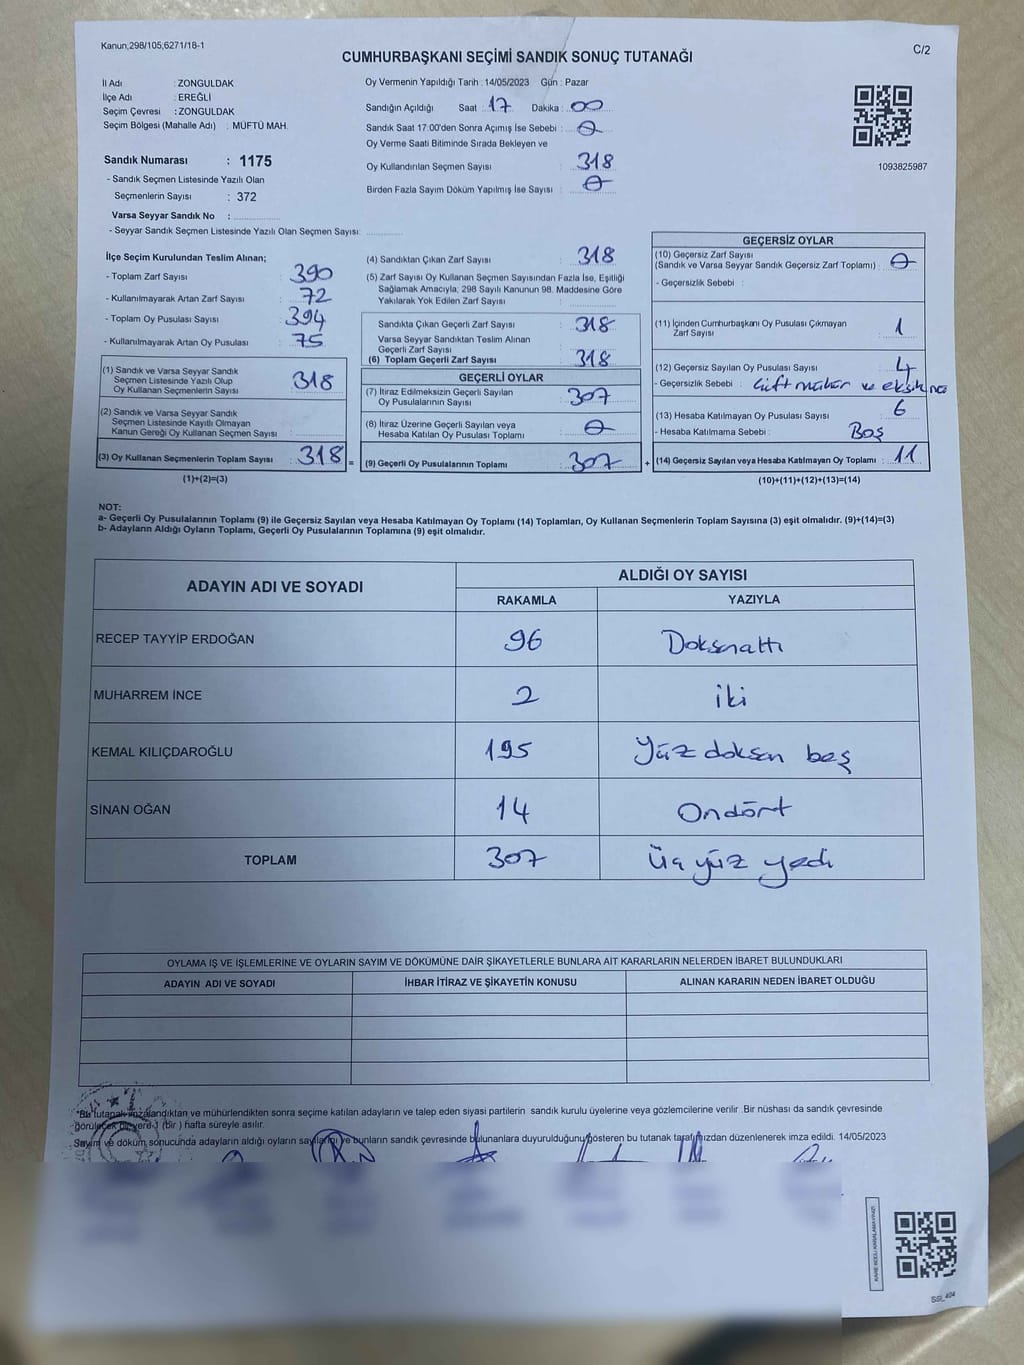 Kanun,298/105,6271/18-1
C/2
CUMHURBAŞKANI SEÇİMİ SANDIK SONUÇ TUTANAĞI
İl Adı : ZONGULDAK
İlçe Adı : EREĞLİ
Seçim Çevresi : ZONGULDAK
Seçim Bölgesi (Mahalle Adı) : MÜFTÜ MAH.
Sandık Numarası : 1175
- Sandık Seçmen Listesinde Yazılı Olan
Seçmenlerin Sayısı : 372
Varsa Seyyar Sandık No :
- Seyyar Sandık Seçmen Listesinde Yazılı Olan Seçmen Sayısı:
Oy Vermenin Yapıldığı Tarih : 14/05/2023 Gün : Pazar
Sandığın Açıldığı Saat : 17 Dakika : 00
Sandık Saat 17:00'den Sonra Açımış İse Sebebi : 0
Oy Verme Saati Bitiminde Sırada Bekleyen ve
Oy Kullandırılan Seçmen Sayısı : 318
Birden Fazla Sayım Döküm Yapılmış İse Sayısı : 0
1093825987
İlçe Seçim Kurulundan Teslim Alınan;
- Toplam Zarf Sayısı : 390
- Kullanılmayarak Artan Zarf Sayısı : 72
- Toplam Oy Pusulası Sayısı : 394
- Kullanılmayarak Artan Oy Pusulası : 75
(1) Sandık ve Varsa Seyyar Sandık
Seçmen Listesinde Yazılı Olup
Oy Kullanan Seçmenlerin Sayısı : 318
(2) Sandık ve Varsa Seyyar Sandık
Seçmen Listesinde Kayıtlı Olmayan
Kanun Gereği Oy Kullanan Seçmen Sayısı :
(3) Oy Kullanan Seçmenlerin Toplam Sayısı : 318 =
(1)+(2)=(3)
(4) Sandıktan Çıkan Zarf Sayısı : 318
(5) Zarf Sayısı Oy Kullanan Seçmen Sayısından Fazla İse, Eşitliği
Sağlamak Amacıyla; 298 Sayılı Kanunun 98. Maddesine Göre
Yakılarak Yok Edilen Zarf Sayısı :
Sandıkta Çıkan Geçerli Zarf Sayısı : 318
Varsa Seyyar Sandıktan Teslim Alınan
Geçerli Zarf Sayısı :
(6) Toplam Geçerli Zarf Sayısı : 318
GEÇERLİ OYLAR
(7) İtiraz Edilmeksizin Geçerli Sayılan
Oy Pusulalarının Sayısı : 307
(8) İtiraz Üzerine Geçerli Sayılan veya
Hesaba Katılan Oy Pusulası Toplamı : 0
(9) Geçerli Oy Pusulalarının Toplamı : 307 +
GEÇERSİZ OYLAR
(10) Geçersiz Zarf Sayısı
(Sandık ve Varsa Seyyar Sandık Geçersiz Zarf Toplamı) : 0
- Geçersizlik Sebebi :
(11) İçinden Cumhurbaşkanı Oy Pusulası Çıkmayan
Zarf Sayısı : 1
(12) Geçersiz Sayılan Oy Pusulası Sayısı : 4
- Geçersizlik Sebebi : Çift mühür ve eksik
(13) Hesaba Katılmayan Oy Pusulası Sayısı : 6
- Hesaba Katılmama Sebebi : Boş
(14) Geçersiz Sayılan veya Hesaba Katılmayan Oy Toplamı : 11
(10)+(11)+(12)+(13)=(14)
NOT:
a- Geçerli Oy Pusulalarının Toplamı (9) ile Geçersiz Sayılan veya Hesaba Katılmayan Oy Toplamı (14) Toplamları, Oy Kullanan Seçmenlerin Toplam Sayısına (3) eşit olmalıdır. (9)+(14)=(3)
b- Adayların Aldığı Oyların Toplamı, Geçerli Oy Pusulalarının Toplamına (9) eşit olmalıdır.
ADAYIN ADI VE SOYADI ALDIĞI OY SAYISI
RAKAMLA YAZIYLA
RECEP TAYYİP ERDOĞAN 96 Doksanaltı
MUHARREM İNCE 2 iki
KEMAL KILIÇDAROĞLU 195 Yüz doksan beş
SİNAN OĞAN 14 Ondört
TOPLAM 307 Üç yüz yedi
OYLAMA İŞ VE İŞLEMLERİNE VE OYLARIN SAYIM VE DÖKÜMÜNE DAİR ŞİKAYETLERLE BUNLARA AİT KARARLARIN NELERDEN İBARET BULUNDUKLARI
ADAYIN ADI VE SOYADI İHBAR İTİRAZ VE ŞİKAYETİN KONUSU ALINAN KARARIN NEDEN İBARET OLDUĞU
"Bu tutanak imzalandıktan ve mühürlendikten sonra seçime katılan adayların ve talep eden siyasi partilerin sandık kurulu üyelerine veya gözlemcilerine verilir .Bir nüshası da sandık çevresinde
görülecek bir yere 1 (bir ) hafta süreyle asılır.
Sayım ve döküm sonucunda adayların aldığı oyların sayılarını ve bunların sandık çevresinde bulunanlara duyurulduğunu gösteren bu tutanak tarafımızdan düzenlenerek imza edildi. 14/05/2023
KARE KODU KARALAMAYINIZ!